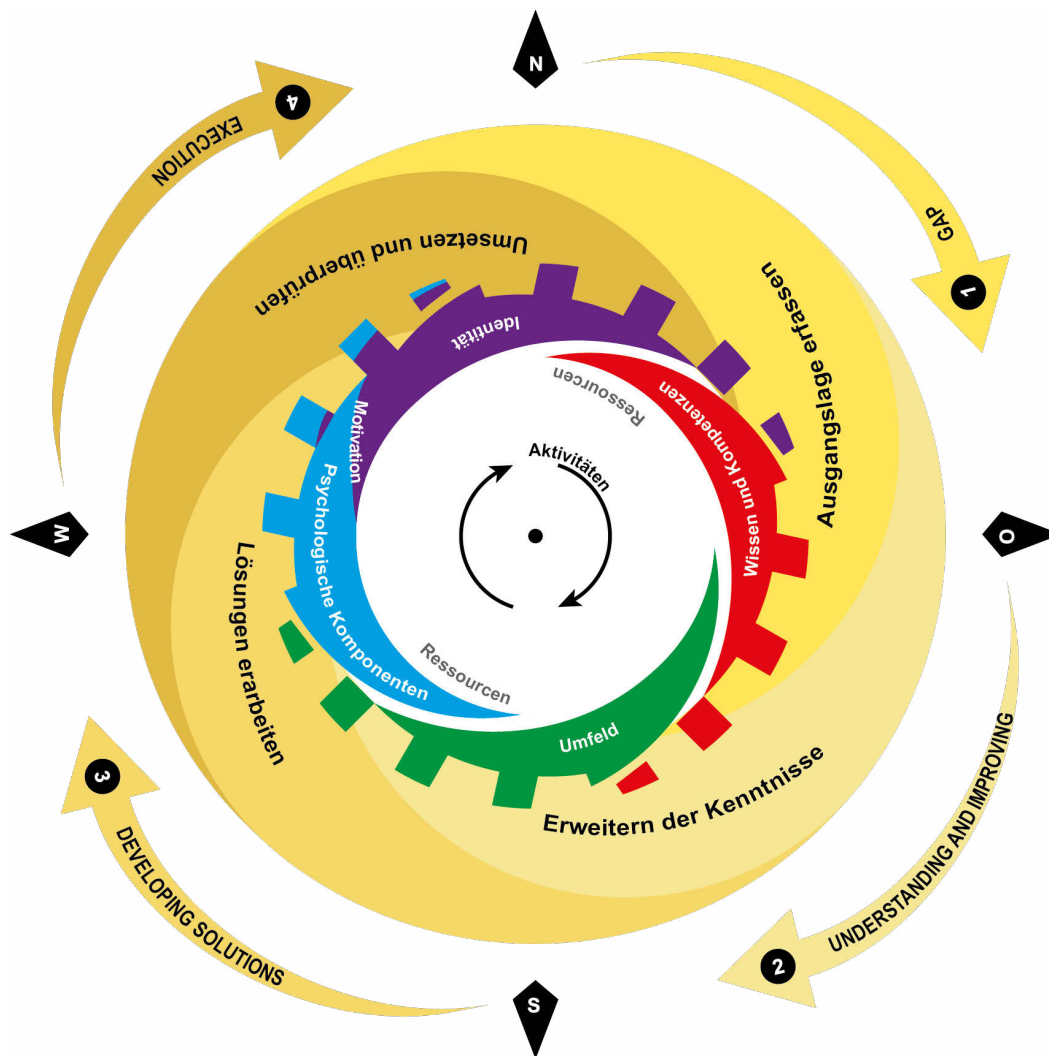 N
4
EXECUTION
GAP
1
Umsetzen und überprüfen
Ausgangslage erfassen
Identität
Ressourcen
Wissen und Kompetenzen
Motivation
Aktivitäten
W
O
Psychologische Komponenten
Lösungen erarbeiten
Ressourcen
Umfeld
Erweitern der Kenntnisse
3
DEVELOPING SOLUTIONS
UNDERSTANDING AND IMPROVING
2
S